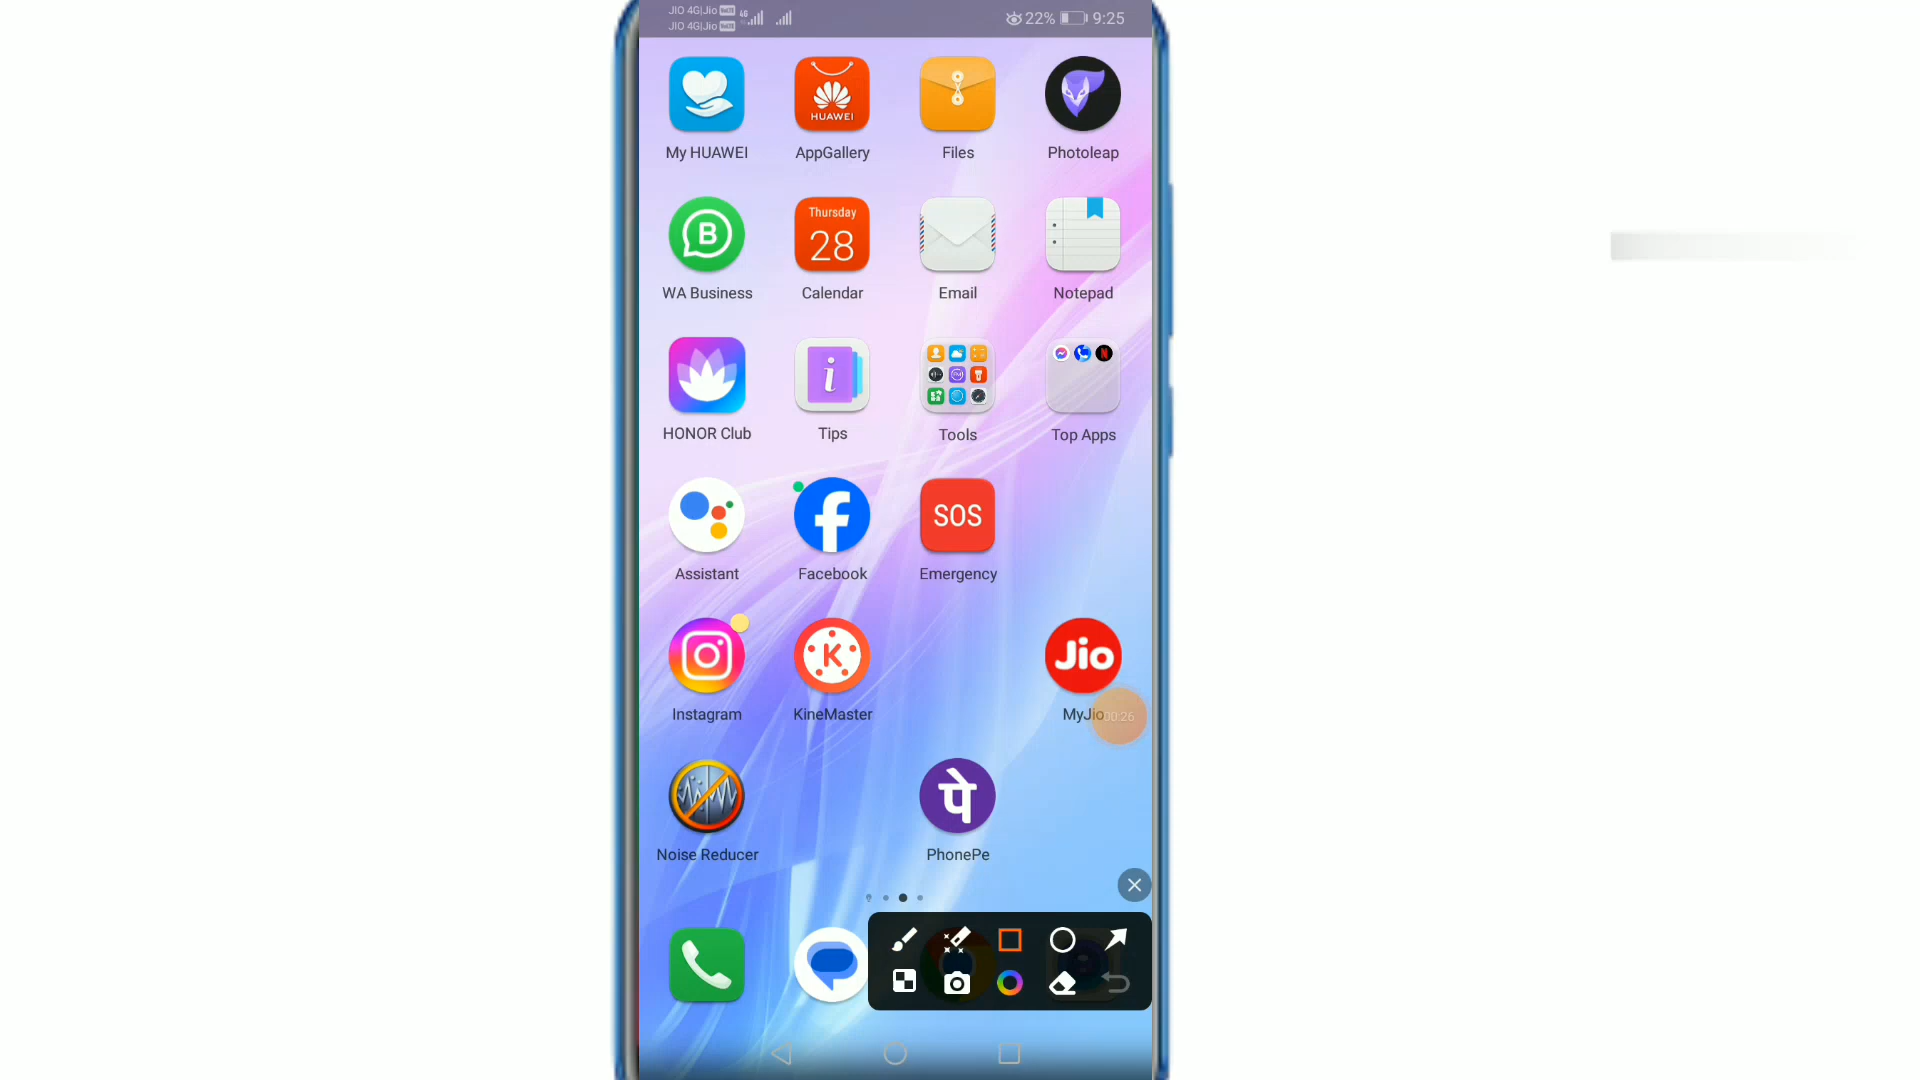 JIO 4G|Jio
JIO 4G|Jio
4G
22%
9:25
HUAWEI
My HUAWEI
AppGallery
Files
Photoleap
B
Thursday
28
WA Business
Calendar
Email
Notepad
i
HONOR Club
Tips
Tools
Top Apps
SOS
Assistant
Facebook
Emergency
K
Jio
Instagram
KineMaster
MyJio
00:26
पे
Noise Reducer
PhonePe